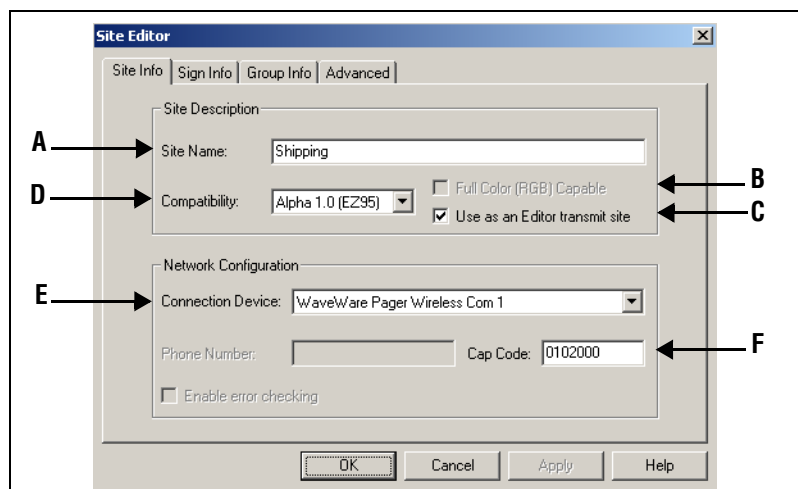 Site Editor
Site Info Sign Info Group Info Advanced
Site Description
A Site Name: Shipping
D Compatibility: Alpha 1.0 (EZ95) Full Color (RGB) Capable B
Use as an Editor transmit site C
Network Configuration
E Connection Device: WaveWare Pager Wireless Com 1
Phone Number: Cap Code: 0102000 F
Enable error checking
OK Cancel Apply Help